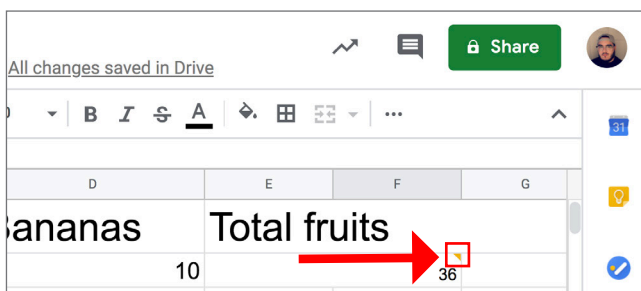 Share
All changes saved in Drive
B I S A
31
D E F G
Bananas Total fruits
10 36